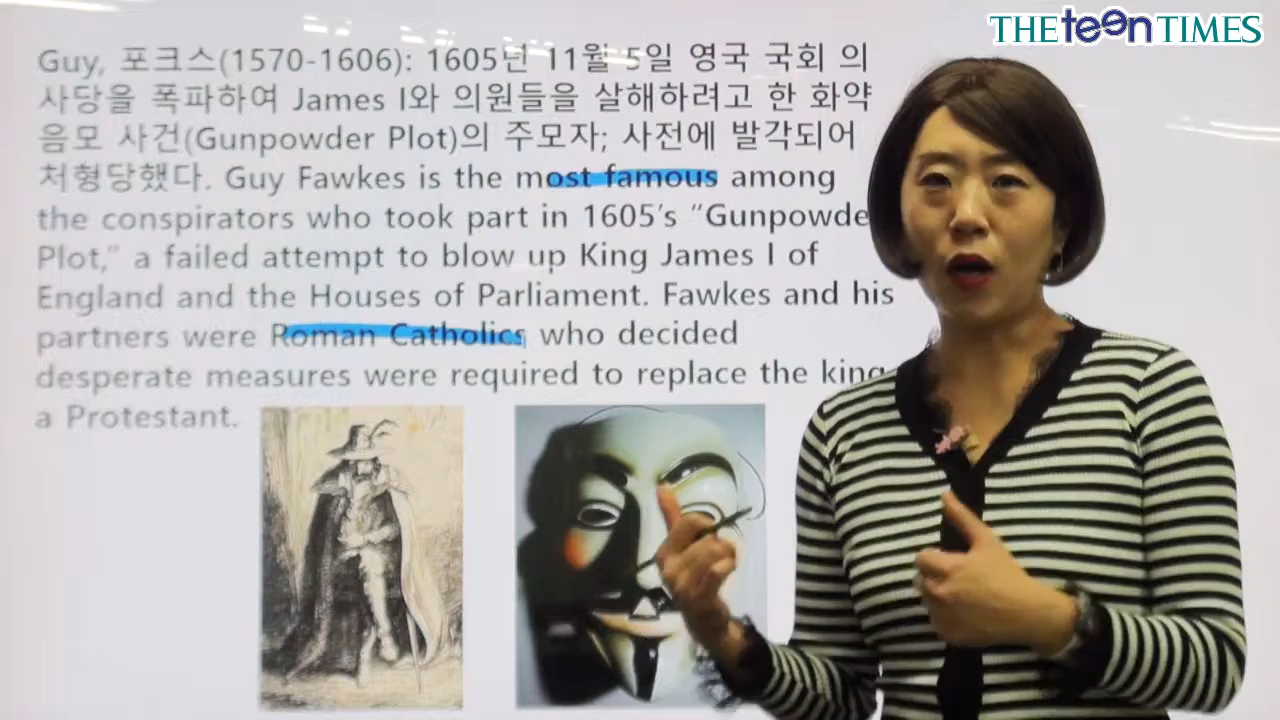 THE teen TIMES
Guy, 포크스(1570-1606): 1605년 11월 5일 영국 국회 의
사당을 폭파하여 James I와 의원들을 살해하려고 한 화약
음모 사건(Gunpowder Plot)의 주모자; 사전에 발각되어
처형당했다. Guy Fawkes is the most famous among
the conspirators who took part in 1605's “Gunpowde
Plot,” a failed attempt to blow up King James I of
England and the Houses of Parliament. Fawkes and his
partners were Roman Catholics who decided
desperate measures were required to replace the king
a Protestant.